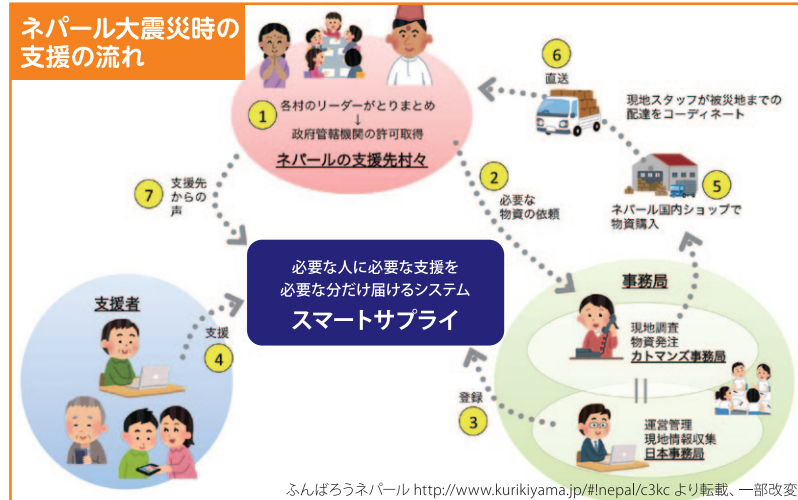 ネパール大震災時の
支援の流れ
1
各村のリーダーがとりまとめ
↓
政府管轄機関の許可取得
ネパールの支援先村々
6
直送
現地スタッフが被災地までの
配達をコーディネート
5
ネパール国内ショップで
物資購入
2
必要な
物資の依頼
7
支援先
からの
声
必要な人に必要な支援を
必要な分だけ届けるシステム
スマートサプライ
支援者
支援
4
事務局
現地調査
物資発注
カトマンズ事務局
登録
3
運営管理
現地情報収集
日本事務局
ふんばろうネパール http://www.kurikiyama.jp/#!nepal/c3kc より転載、一部改変